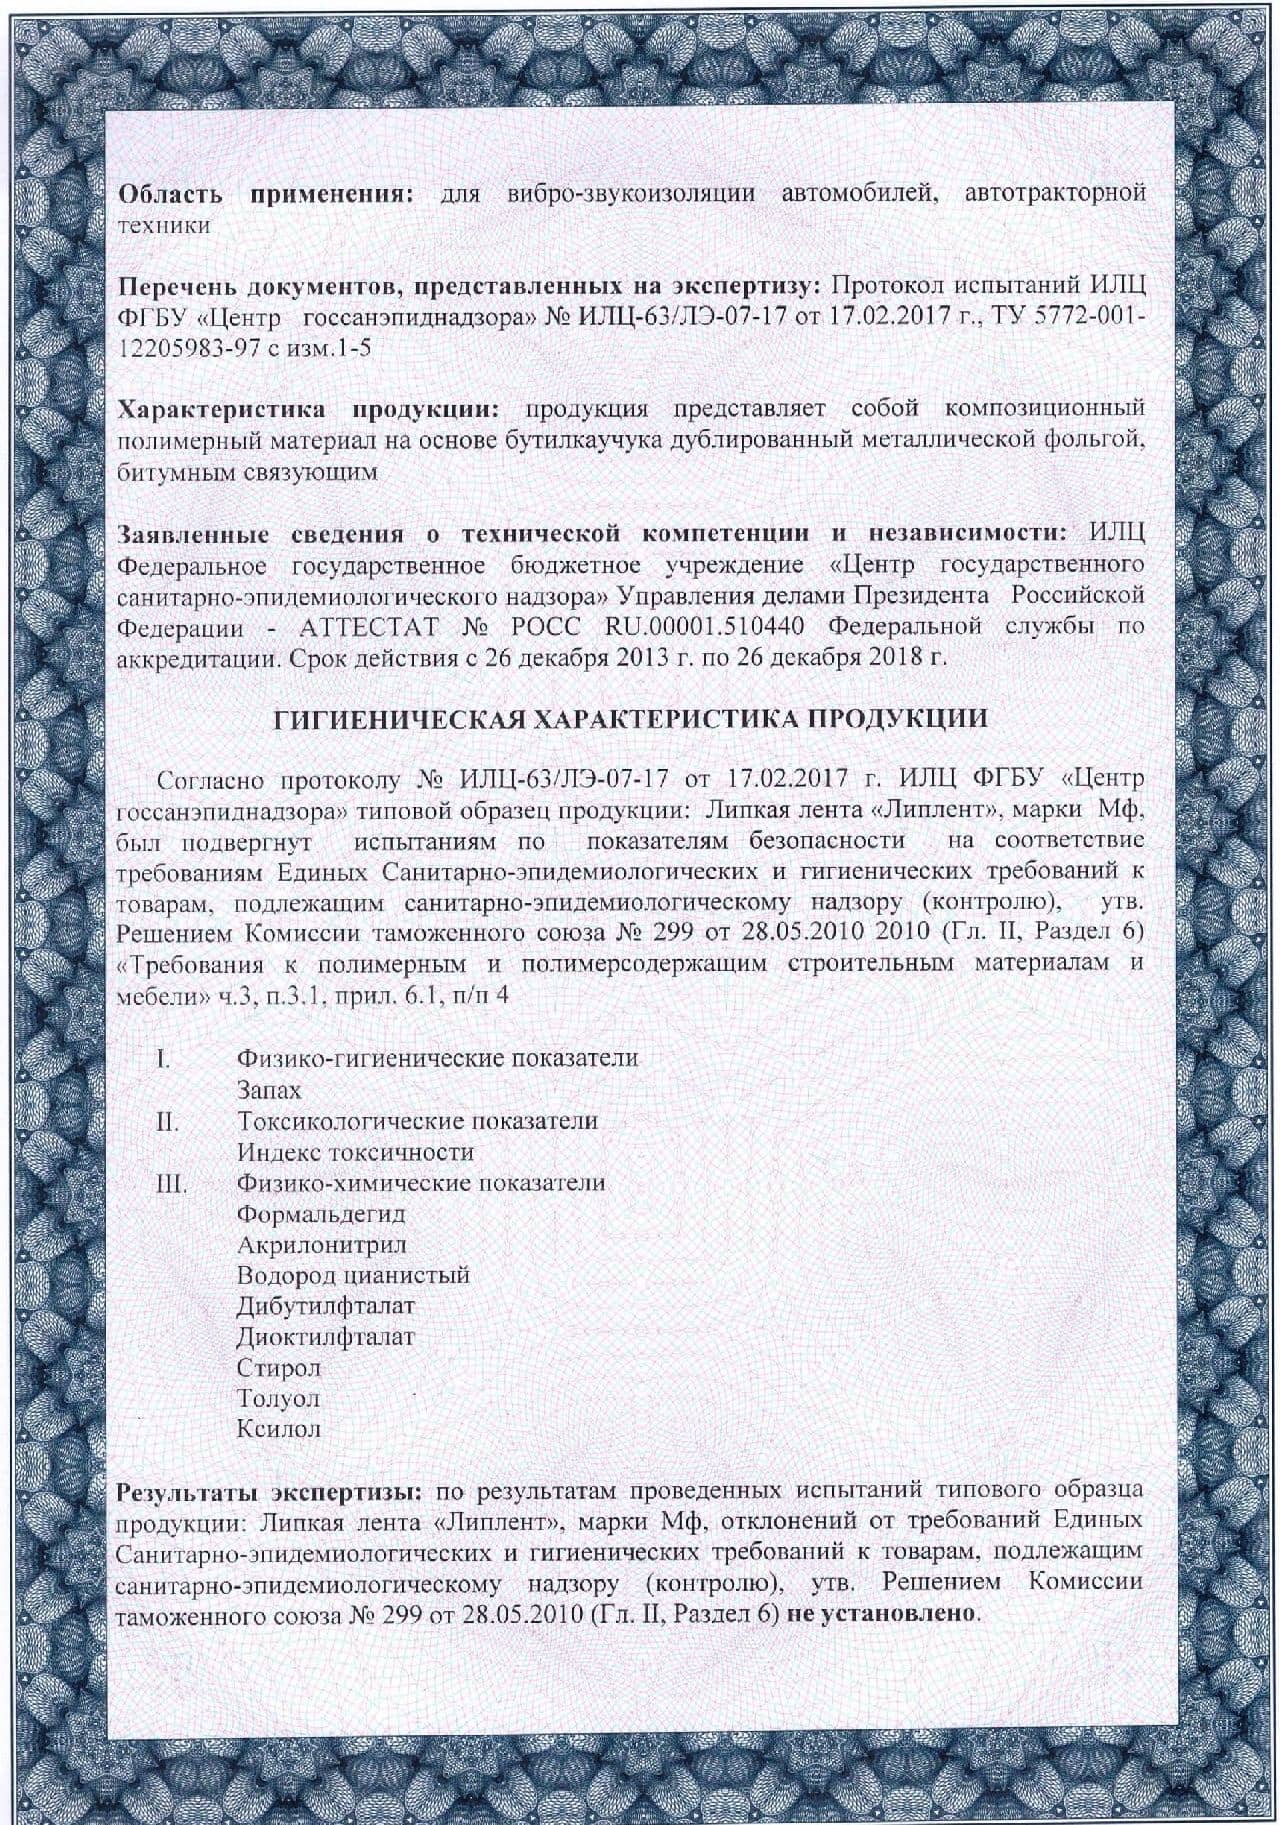 Область применения: для вибро-звукоизоляции автомобилей, автотракторной
техники
Перечень документов, представленных на экспертизу: Протокол испытаний ИЛЦ
ФГБУ «Центр госсанэпиднадзора» № ИЛЦ-63/ЛЭ-07-17 от 17.02.2017 г., ТУ 5772-001-
12205983-97 с изм.1-5
Характеристика продукции: продукция представляет собой композиционный
полимерный материал на основе бутилкаучука дублированный металлической фольгой,
битумным связующим
Заявленные сведения о технической компетенции и независимости: ИЛЦ
Федеральное государственное бюджетное учреждение «Центр государственного
санитарно-эпидемиологического надзора» Управления делами Президента Российской
Федерации - АТТЕСТАТ № РОСС RU.00001.510440 Федеральной службы по
аккредитации. Срок действия с 26 декабря 2013 г. по 26 декабря 2018 г.
ГИГИЕНИЧЕСКАЯ ХАРАКТЕРИСТИКА ПРОДУКЦИИ
Согласно протоколу № ИЛЦ-63/ЛЭ-07-17 от 17.02.2017 г. ИЛЦ ФГБУ «Центр
госсанэпиднадзора» типовой образец продукции: Липкая лента «Липлент», марки Мф,
был подвергнут испытаниям по показателям безопасности на соответствие
требованиям Единых Санитарно-эпидемиологических и гигиенических требований к
товарам, подлежащим санитарно-эпидемиологическому надзору (контролю), утв.
Решением Комиссии таможенного союза № 299 от 28.05.2010 2010 (Гл. II, Раздел 6)
«Требования к полимерным и полимерсодержащим строительным материалам и
мебели» ч.3, п.3.1, прил. 6.1, п/п 4
I. Физико-гигиенические показатели
Запах
II. Токсикологические показатели
Индекс токсичности
III. Физико-химические показатели
Формальдегид
Акрилонитрил
Водород цианистый
Дибутилфталат
Диоктилфталат
Стирол
Толуол
Ксилол
Результаты экспертизы: по результатам проведенных испытаний типового образца
продукции: Липкая лента «Липлент», марки Мф, отклонений от требований Единых
Санитарно-эпидемиологических и гигиенических требований к товарам, подлежащим
санитарно-эпидемиологическому надзору (контролю), утв. Решением Комиссии
таможенного союза № 299 от 28.05.2010 (Гл. II, Раздел 6) не установлено.